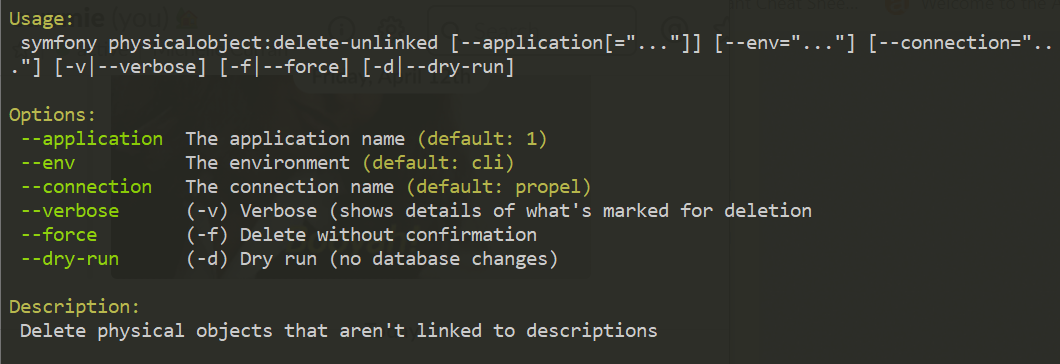 Usage:
symfony physicalobject:delete-unlinked [--application[="..."]] [--env="..."] [--connection="..
."] [-v|--verbose] [-f|--force] [-d|--dry-run]
Options:
--application  The application name (default: 1)
--env          The environment (default: cli)
--connection   The connection name (default: propel)
--verbose      (-v) Verbose (shows details of what's marked for deletion
--force        (-f) Delete without confirmation
--dry-run      (-d) Dry run (no database changes)
Description:
Delete physical objects that aren't linked to descriptions